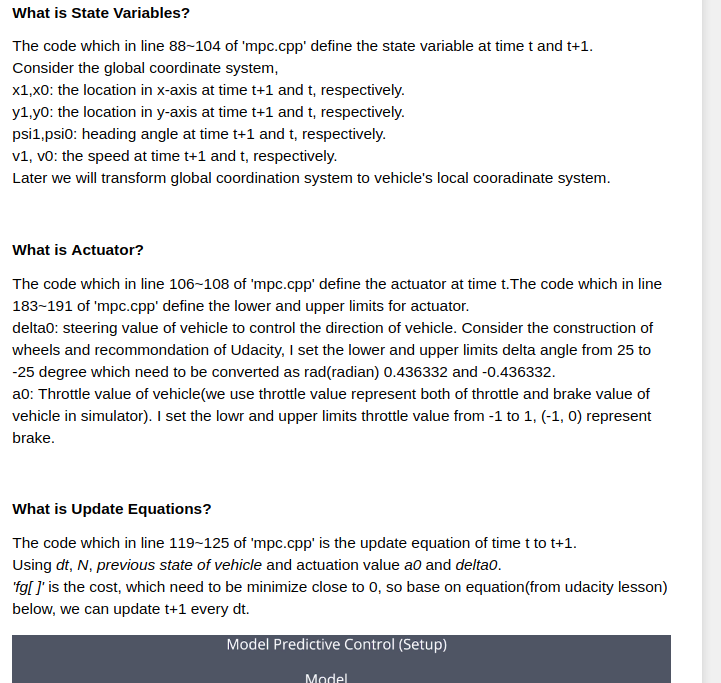 What is State Variables?
The code which in line 88~104 of 'mpc.cpp' define the state variable at time t and t+1.
Consider the global coordinate system,
x1,x0: the location in x-axis at time t+1 and t, respectively.
y1,y0: the location in y-axis at time t+1 and t, respectively.
psi1,psi0: heading angle at time t+1 and t, respectively.
v1, v0: the speed at time t+1 and t, respectively.
Later we will transform global coordination system to vehicle's local cooradinate system.
What is Actuator?
The code which in line 106~108 of 'mpc.cpp' define the actuator at time t.The code which in line
183~191 of 'mpc.cpp' define the lower and upper limits for actuator.
delta0: steering value of vehicle to control the direction of vehicle. Consider the construction of
wheels and recommondation of Udacity, I set the lower and upper limits delta angle from 25 to
-25 degree which need to be converted as rad(radian) 0.436332 and -0.436332.
a0: Throttle value of vehicle(we use throttle value represent both of throttle and brake value of
vehicle in simulator). I set the lowr and upper limits throttle value from -1 to 1, (-1, 0) represent
brake.
What is Update Equations?
The code which in line 119~125 of 'mpc.cpp' is the update equation of time t to t+1.
Using dt, N, previous state of vehicle and actuation value a0 and delta0.
'fg[ ]' is the cost, which need to be minimize close to 0, so base on equation(from udacity lesson)
below, we can update t+1 every dt.
Model Predictive Control (Setup)
Model